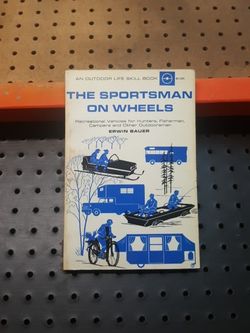 AN OUTDOOR LIFE SKILL BOOK
THE SPORTSMAN
ON WHEELS
Recreational Vehicles for Hunters, Fishermen,
Campers and Other Outdoorsmen
ERWIN BAUER